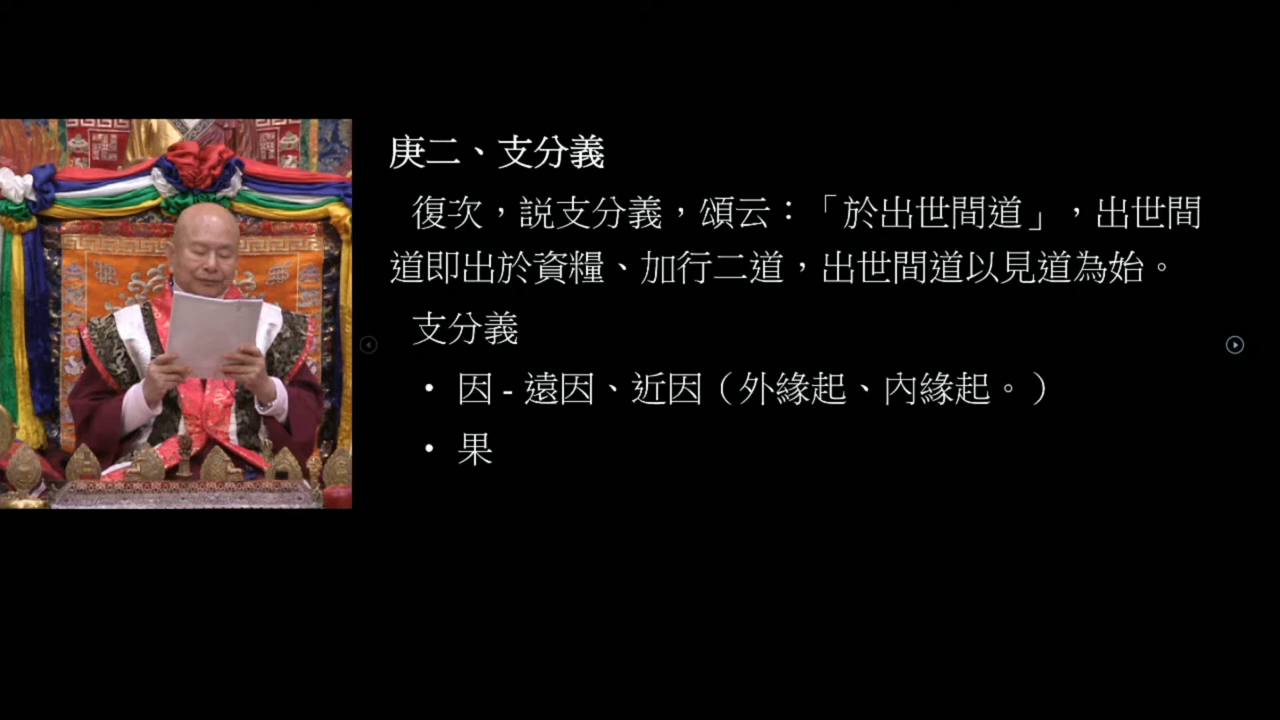 庚二、支分義
復次，説支分義，頌云：「於出世間道」，出世間
道即出於資糧、加行二道，出世間道以見道為始。
支分義
• 因 - 遠因、近因（外緣起、內緣起。）
• 果